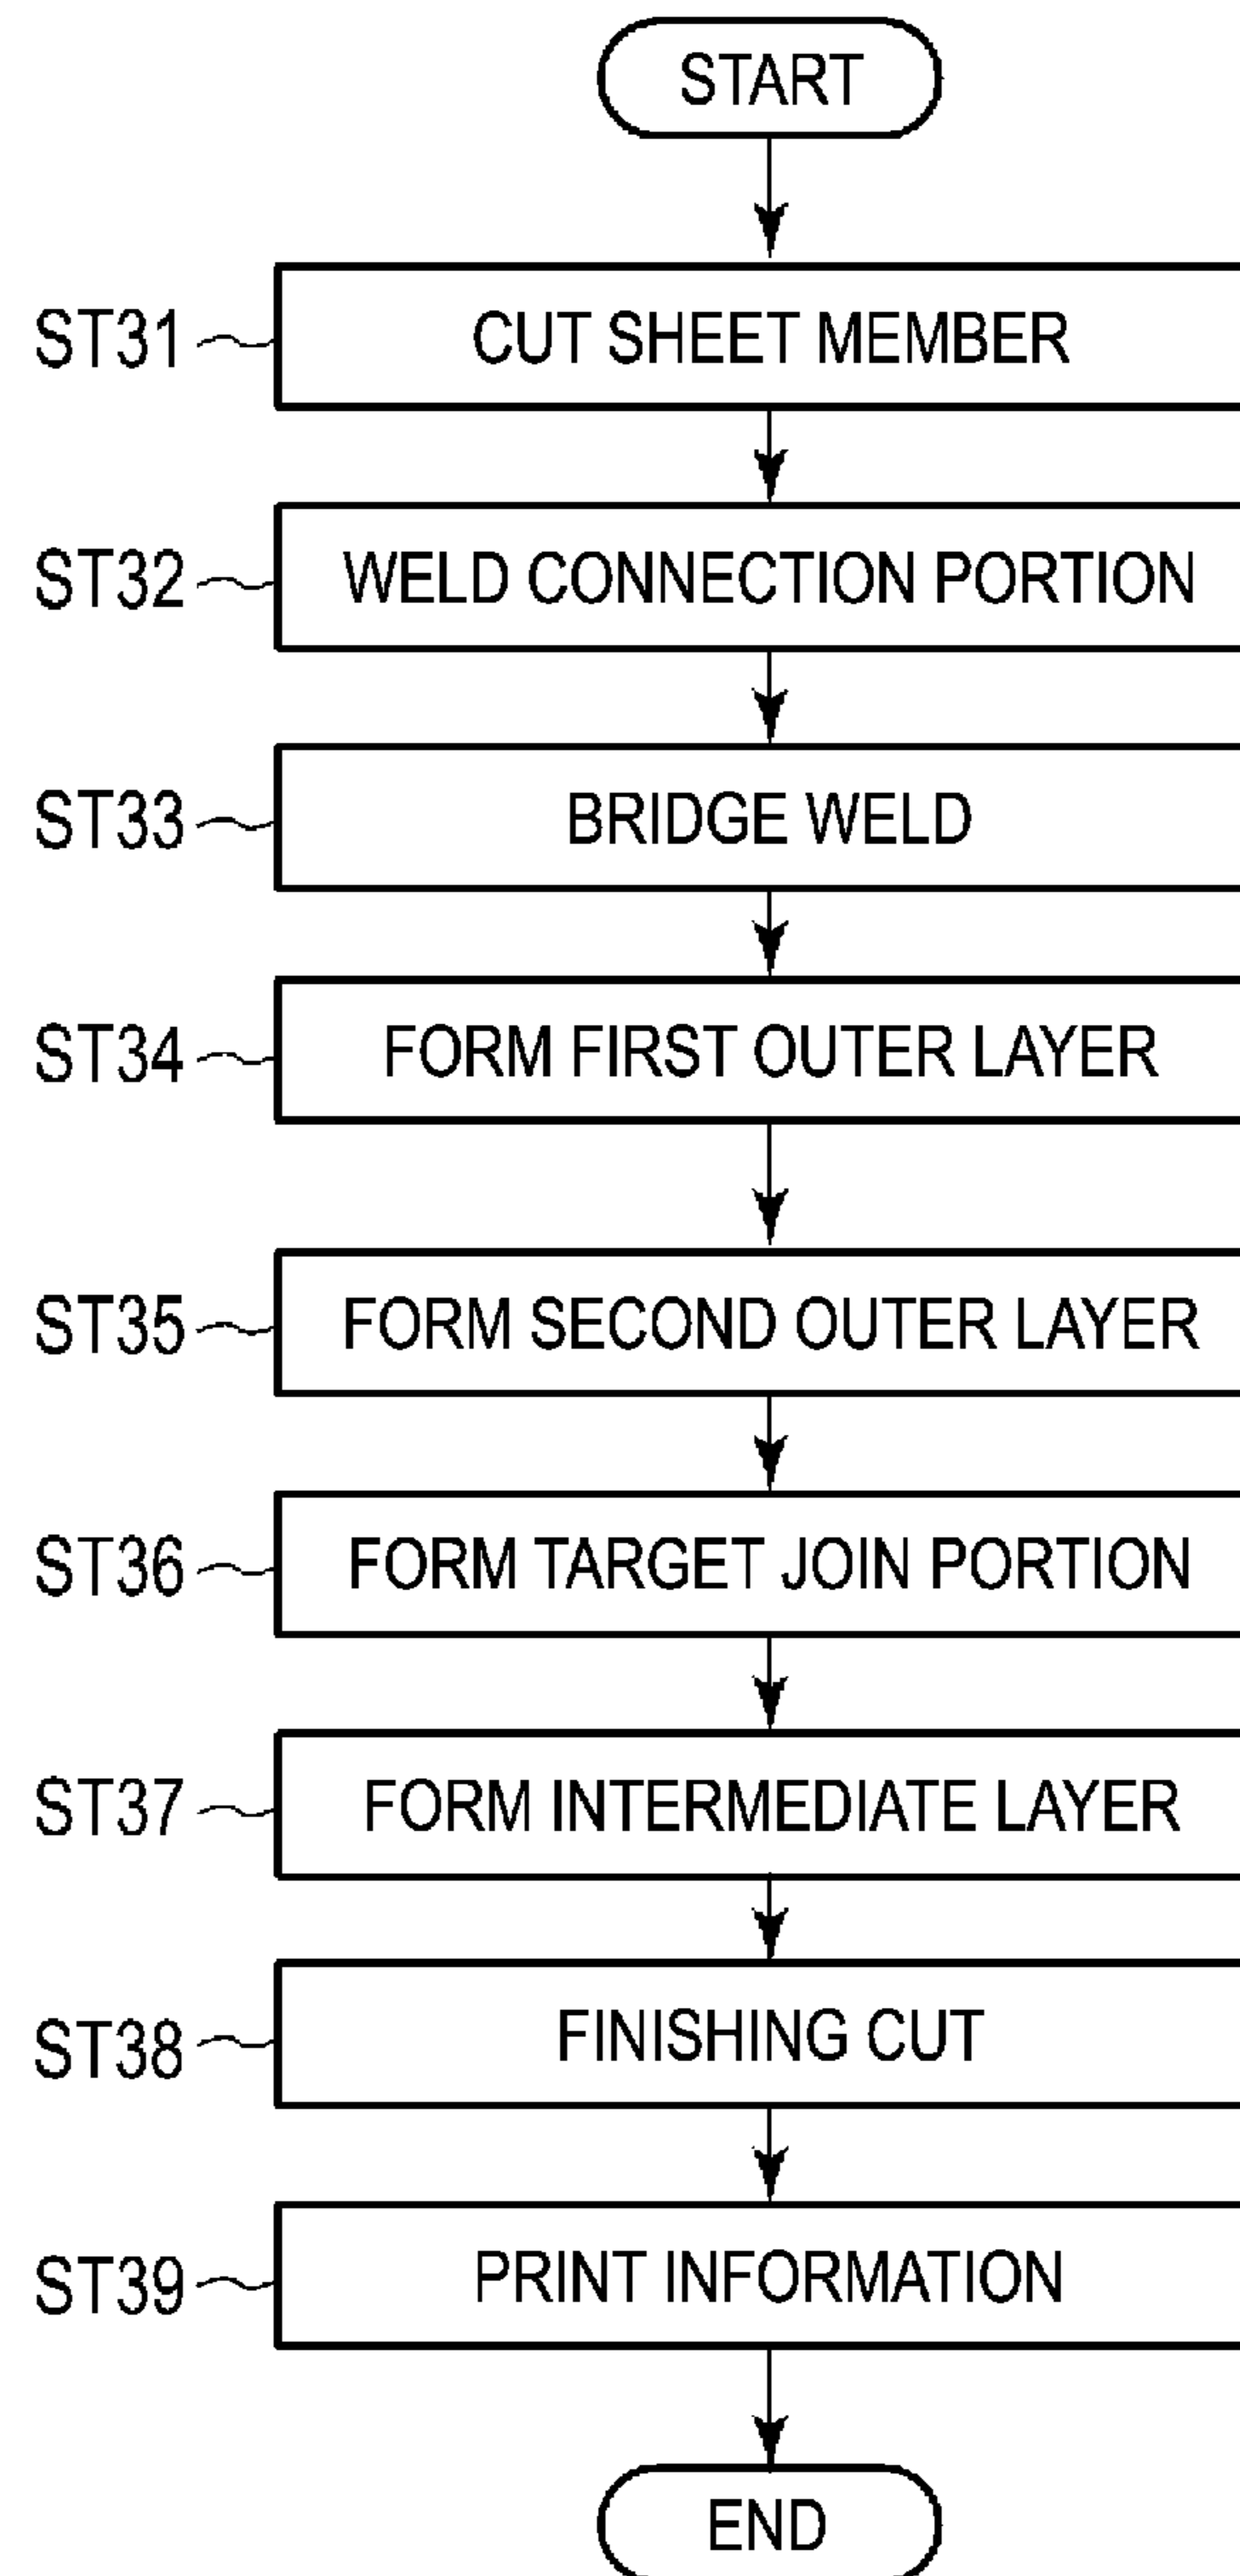 START
ST31 CUT SHEET MEMBER
ST32 WELD CONNECTION PORTION
ST33 BRIDGE WELD
ST34 FORM FIRST OUTER LAYER
ST35 FORM SECOND OUTER LAYER
ST36 FORM TARGET JOIN PORTION
ST37 FORM INTERMEDIATE LAYER
ST38 FINISHING CUT
ST39 PRINT INFORMATION
END